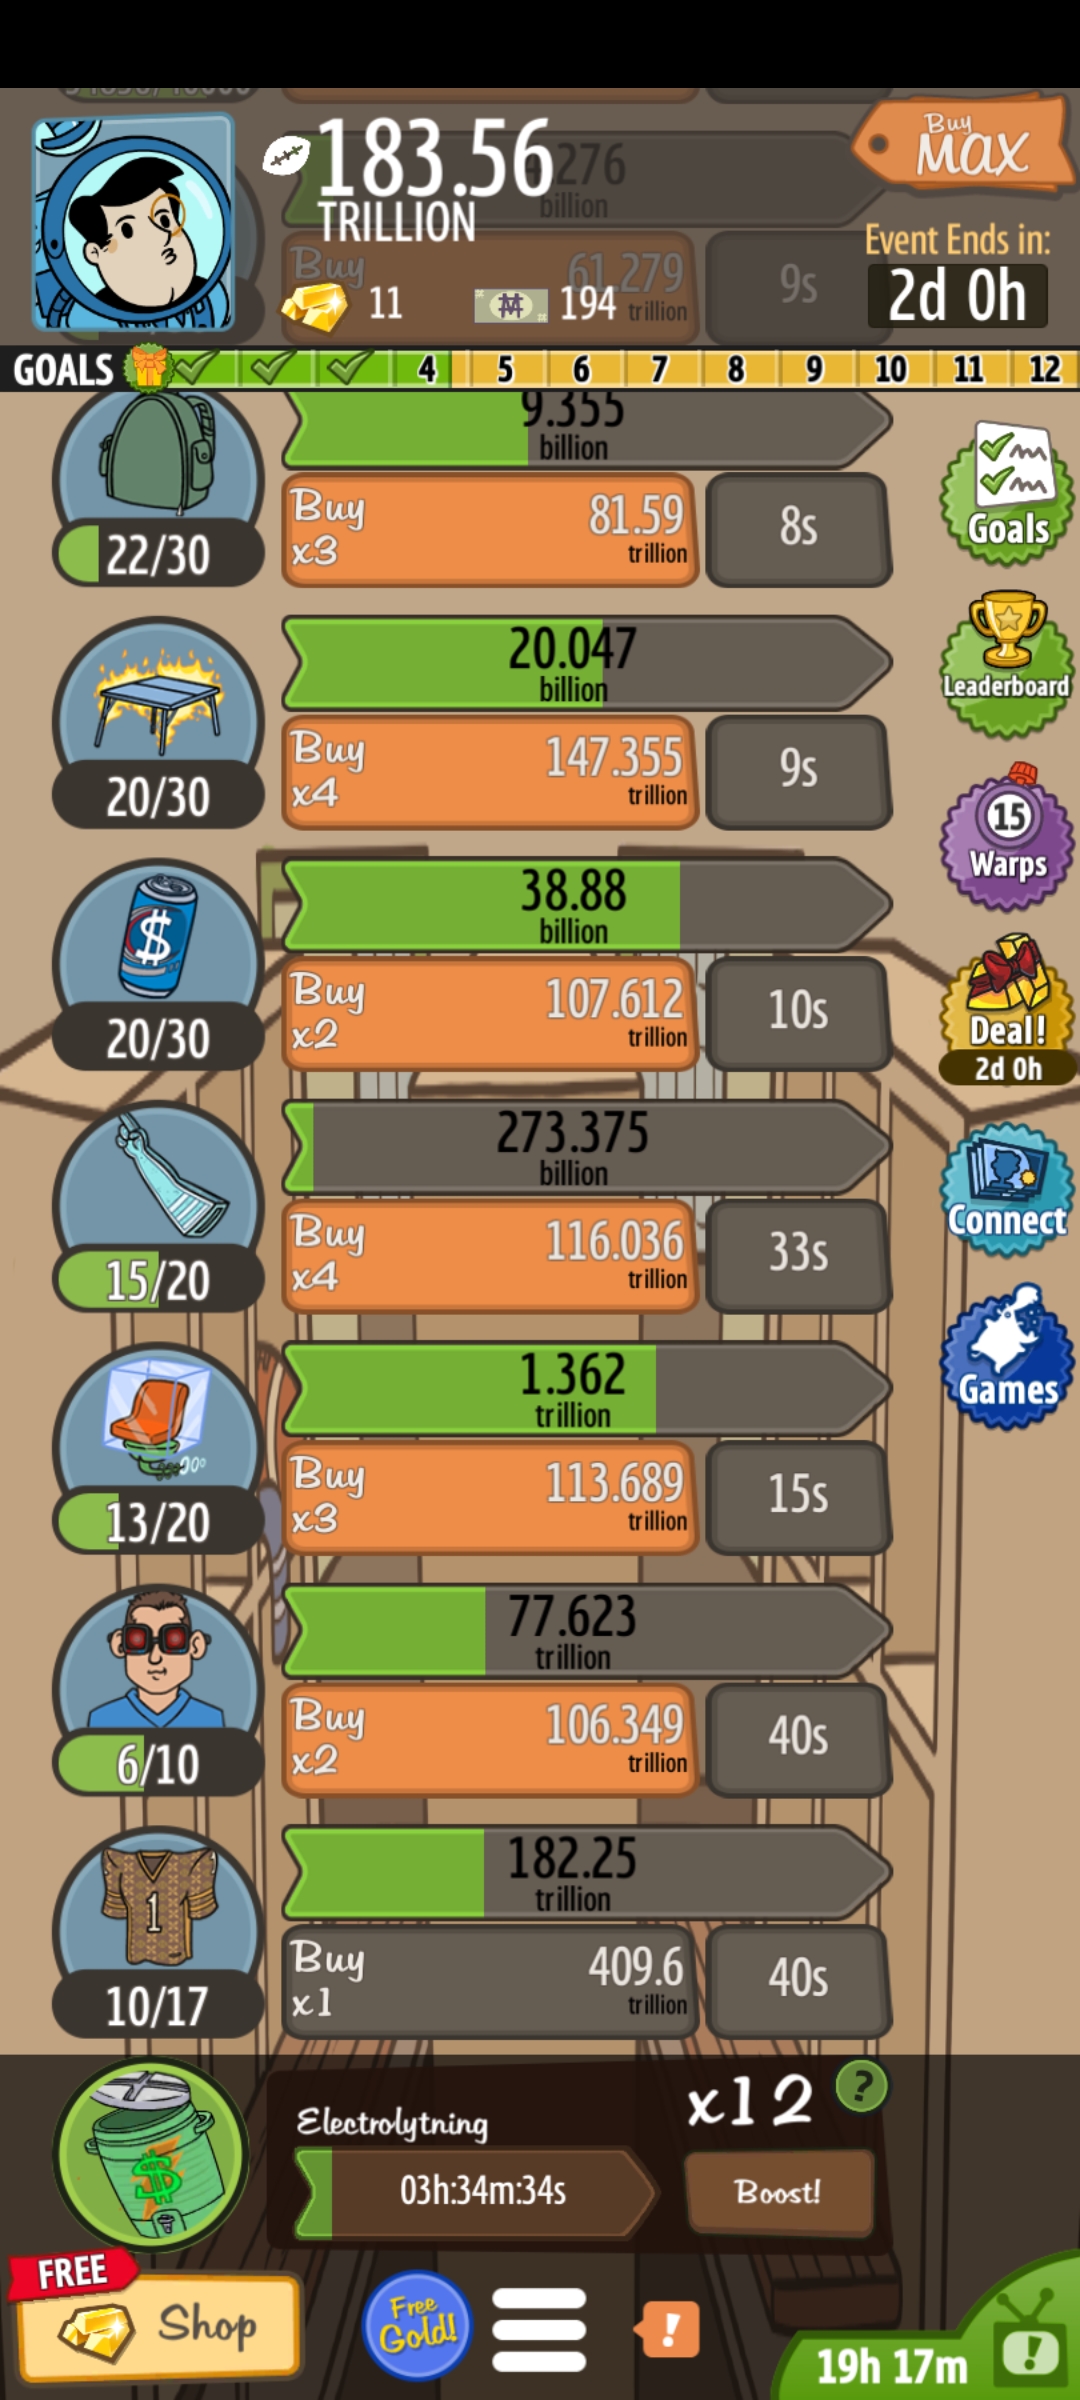 183.56
TRILLION
Buy
MAX
276
billion
Event Ends in:
2d 0h
Buy
61.279
trillion
9s
11
194
GOALS
4
5
6
7
8
9
10
11
12
9.355
billion
22/30
Buy
x3
81.59
trillion
8s
Goals
20.047
billion
20/30
Buy
x4
147.355
trillion
9s
Leaderboard
15
Warps
38.88
billion
20/30
Buy
x2
107.612
trillion
10s
Deal!
2d 0h
273.375
billion
15/20
Buy
x4
116.036
trillion
33s
Connect
1.362
trillion
13/20
Buy
x3
113.689
trillion
15s
Games
77.623
trillion
6/10
Buy
x2
106.349
trillion
40s
182.25
trillion
1
10/17
Buy
x1
409.6
trillion
40s
Electrolytning
x12
?
03h:34m:34s
Boost!
FREE
Shop
Free
Gold!
!
19h 17m
!